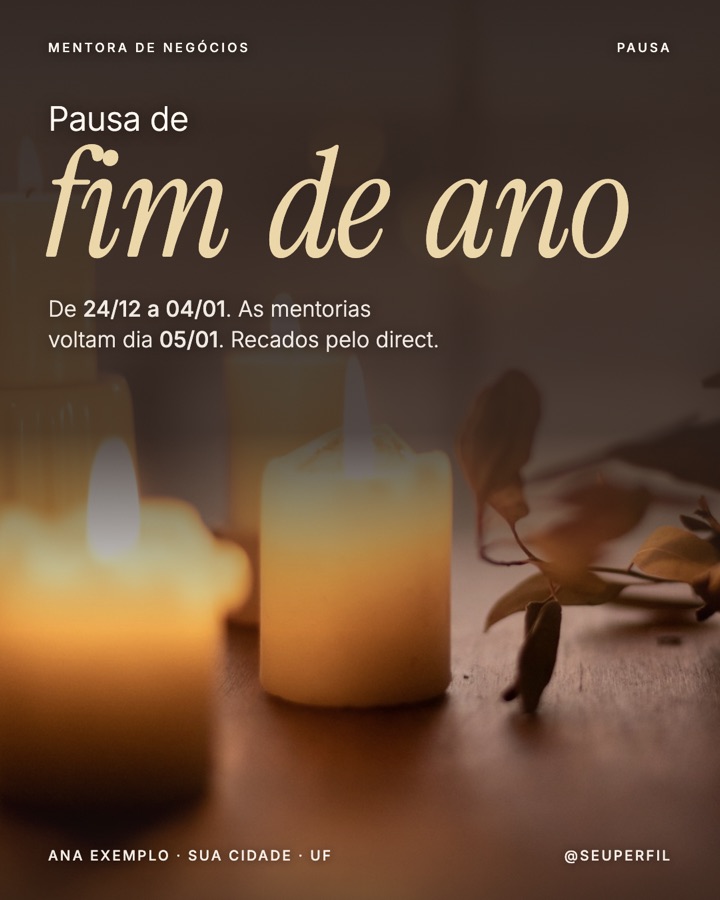 MENTORA DE NEGÓCIOS
PAUSA
Pausa de
fim de ano
De 24/12 a 04/01. As mentorias
voltam dia 05/01. Recados pelo direct.
ANA EXEMPLO · SUA CIDADE · UF
@SEUPERFIL